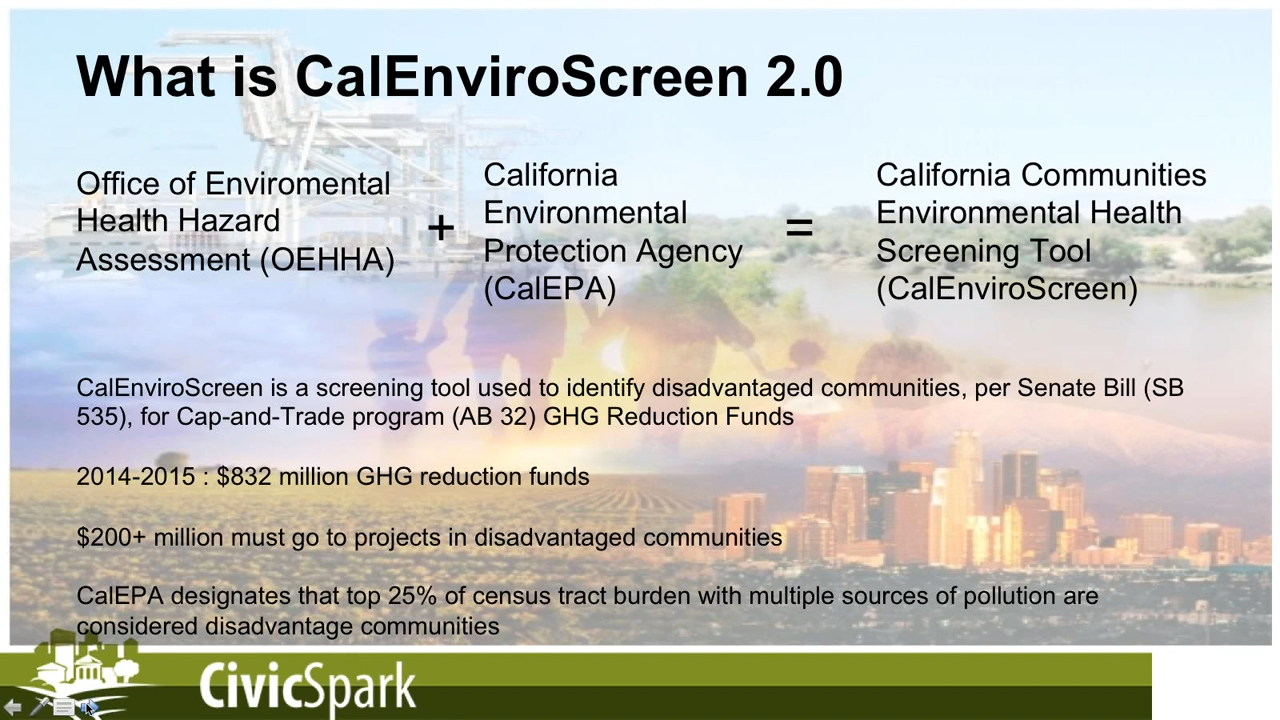 What is CalEnviroScreen 2.0
Office of Enviromental
Health Hazard
Assessment (OEHHA)
+
California
Environmental
Protection Agency
(CalEPA)
=
California Communities
Environmental Health
Screening Tool
(CalEnviroScreen)
CalEnviroScreen is a screening tool used to identify disadvantaged communities, per Senate Bill (SB
535), for Cap-and-Trade program (AB 32) GHG Reduction Funds
2014-2015 : $832 million GHG reduction funds
$200+ million must go to projects in disadvantaged communities
CalEPA designates that top 25% of census tract burden with multiple sources of pollution are
considered disadvantage communities
CivicSpark